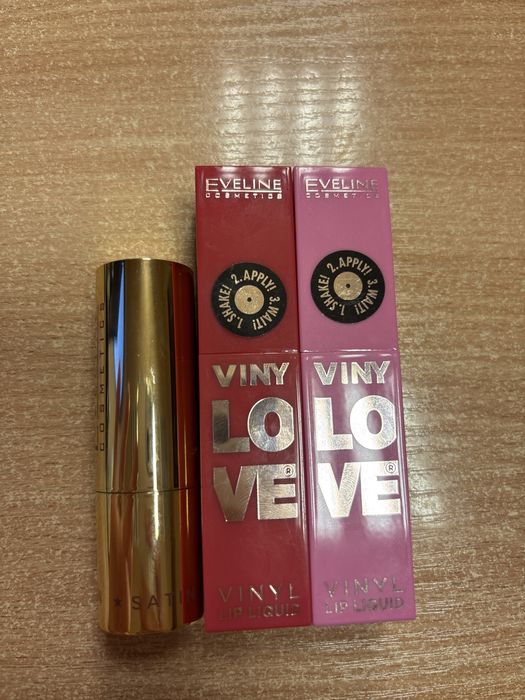 COSMETICS
★ SATIN
EVELINE
COSMETICS
1.SHAKE! 2.APPLY! 3.WAIT!
VINY
LO
VE®
VINYL
LIP LIQUID
EVELINE
COSMETICS
1.SHAKE! 2.APPLY! 3.WAIT!
VINY
LO
VE®
VINYL
LIP LIQUID